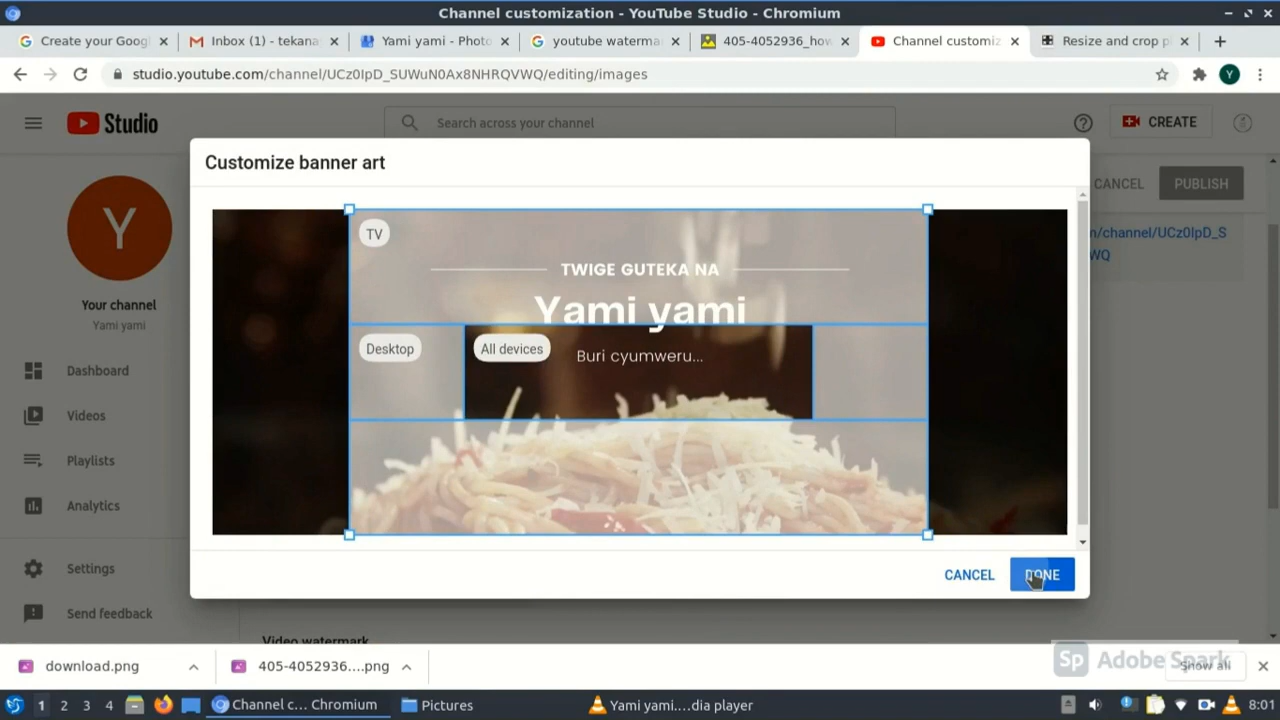 Channel customization - YouTube Studio - Chromium
Create your Goog
Inbox (1) - tekana
Yami yami - Photo
youtube waterma
405-4052936_how
Channel customiz
Resize and crop p
studio.youtube.com/channel/UCz0IpD_SUWuN0Ax8NHRQVWQ/editing/images
Y
Studio
Search across your channel
CREATE
Customize banner art
CANCEL
PUBLISH
m/channel/UCz0IpD_S
WQ
Y
Your channel
Yami yami
Dashboard
Videos
Playlists
Analytics
Settings
Send feedback
TV
TWIGE GUTEKA NA
Yami yami
Desktop
All devices
Buri cyumweru...
CANCEL
DONE
Video watermark
download.png
405-4052936....png
Sp Adobe Spark
Show all
1 2 3 4
Channel c... Chromium
Pictures
Yami yami....dia player
8:01